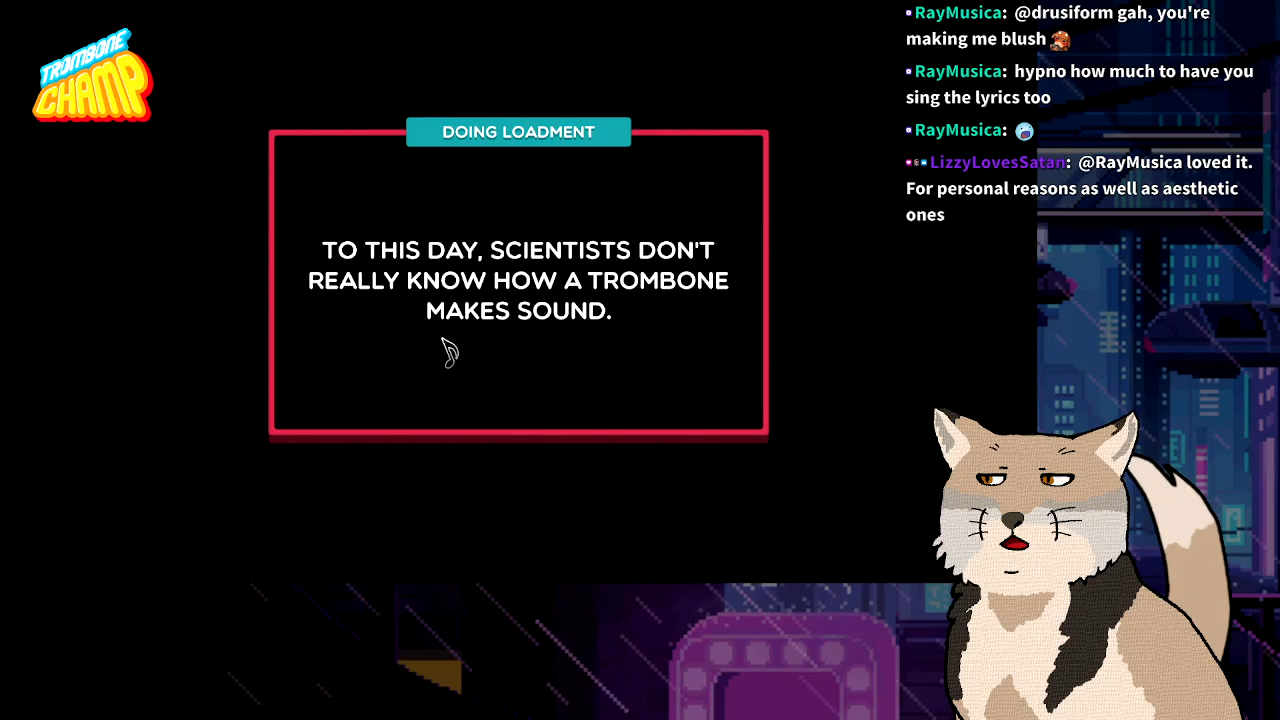 TROMBONE
CHAMP
DOING LOADMENT
TO THIS DAY, SCIENTISTS DON'T
REALLY KNOW HOW A TROMBONE
MAKES SOUND.
RayMusica: @drusiform gah, you're
making me blush
RayMusica: hypno how much to have you
sing the lyrics too
RayMusica:
LizzyLovesSatan: @RayMusica loved it.
For personal reasons as well as aesthetic
ones